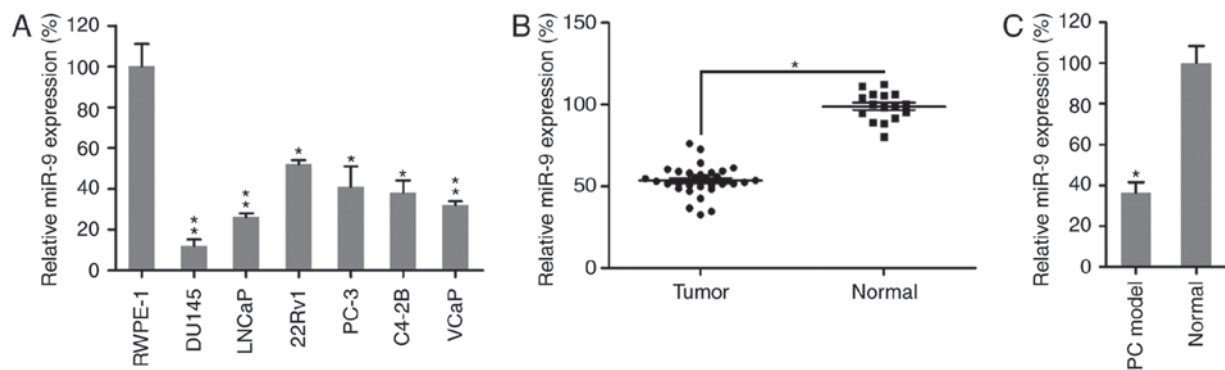 A
Relative miR-9 expression (%)
120
100
80
60
40
20
0
**
**
*
*
*
**
RWPE-1
DU145
LNCaP
22Rv1
PC-3
C4-2B
VCaP
B
Relative miR-9 expression (%)
150
100
50
0
*
Tumor
Normal
C
Relative miR-9 expression (%)
120
100
80
60
40
20
0
*
PC model
Normal